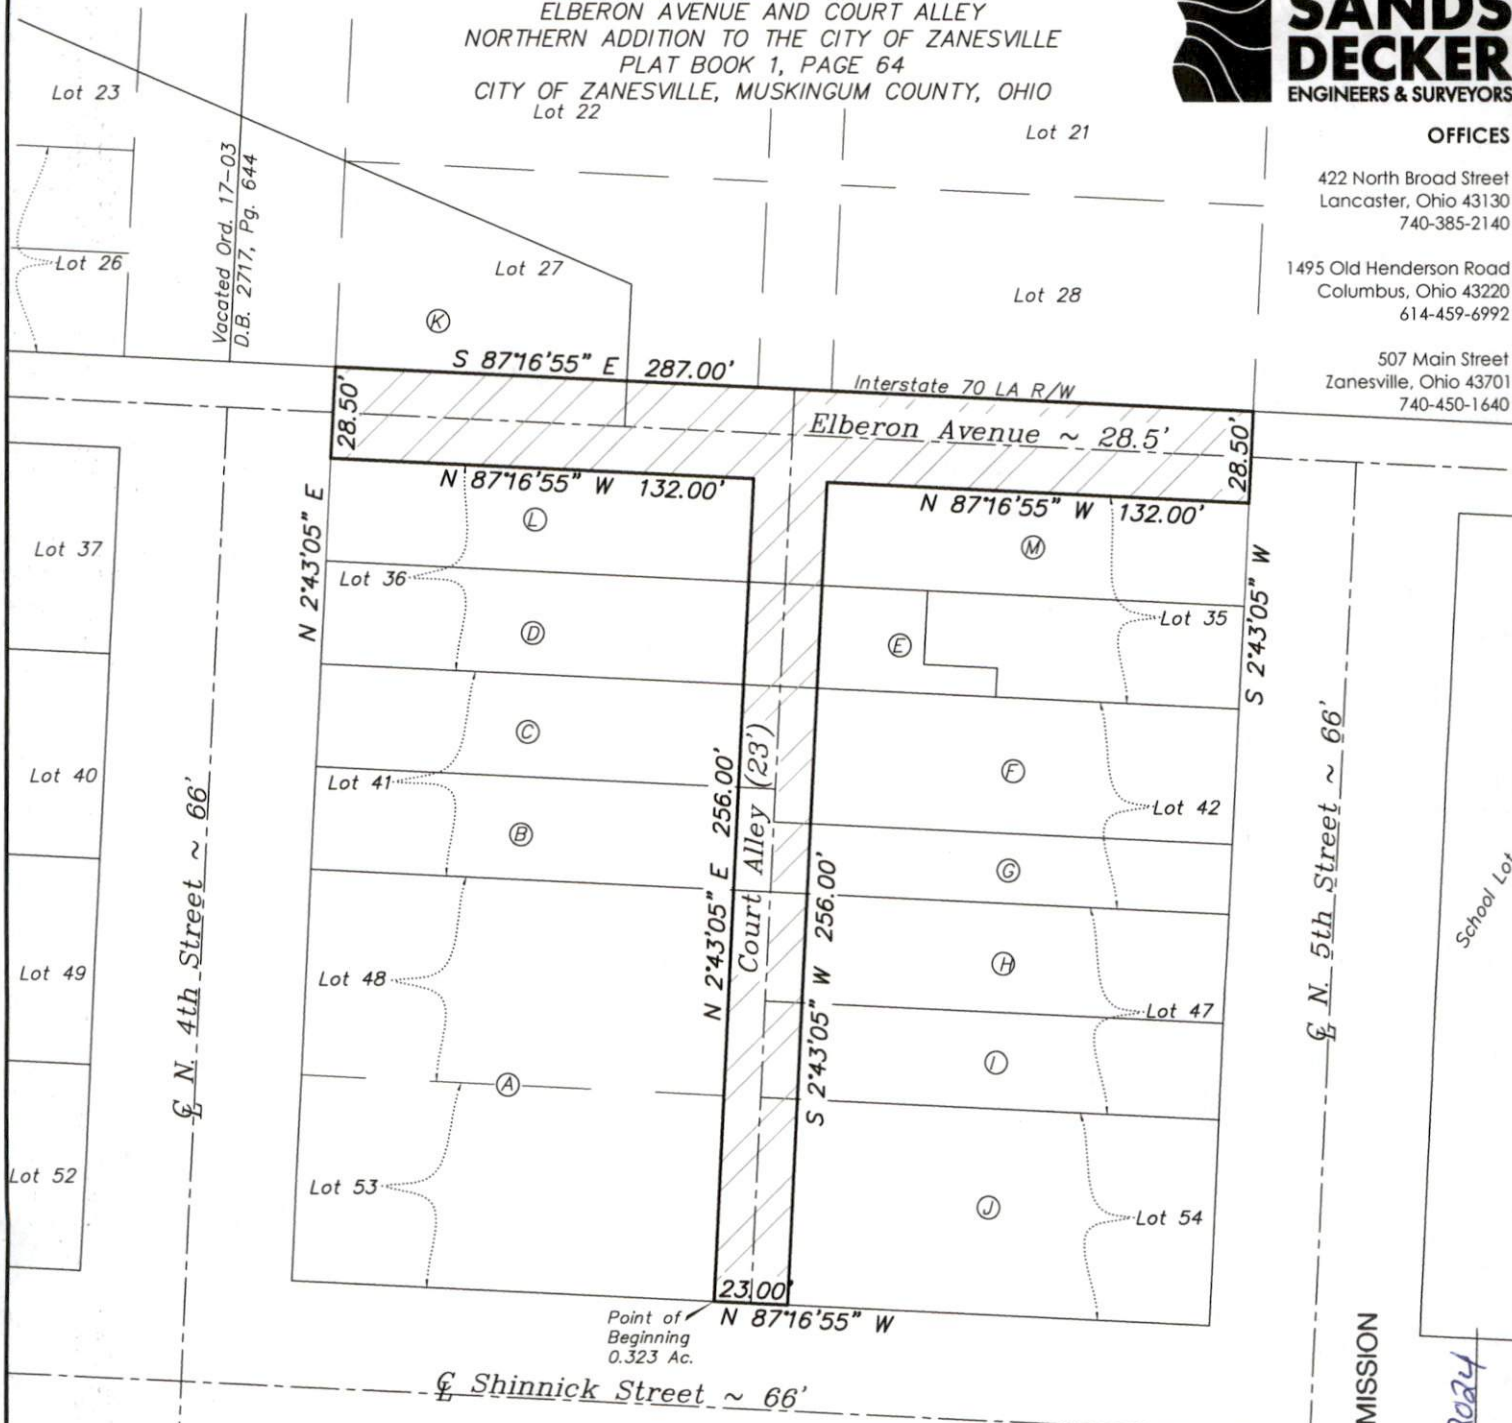 ELBERON AVENUE AND COURT ALLEY
NORTHERN ADDITION TO THE CITY OF ZANESVILLE
PLAT BOOK 1, PAGE 64
CITY OF ZANESVILLE, MUSKINGUM COUNTY, OHIO
SANDS
DECKER
ENGINEERS & SURVEYORS
OFFICES
422 North Broad Street
Lancaster, Ohio 43130
740-385-2140
1495 Old Henderson Road
Columbus, Ohio 43220
614-459-6992
507 Main Street
Zanesville, Ohio 43701
740-450-1640
Lot 23
Lot 22
Lot 21
Vacated Ord. 17-03
D.B. 2717, Pg. 644
Lot 26
Lot 27
Lot 28
K
S 87°16'55" E 287.00'
Interstate 70 LA R/W
28.50'
Elberon Avenue ~ 28.5'
28.50'
N 87°16'55" W 132.00'
N 87°16'55" W 132.00'
N 2°43'05" E
L
M
Lot 37
Lot 36
Lot 35
S 2°43'05" W
D
E
C
F
Lot 40
Lot 41
Lot 42
B
G
℄ N. 4th Street ~ 66'
N 2°43'05" E 256.00'
Court Alley (23')
S 2°43'05" W 256.00'
℄ N. 5th Street ~ 66'
School Lot
Lot 49
Lot 48
H
Lot 47
I
A
Lot 52
Lot 53
J
Lot 54
23.00'
Point of
Beginning
0.323 Ac.
N 87°16'55" W
℄ Shinnick Street ~ 66'
MISSION
2024